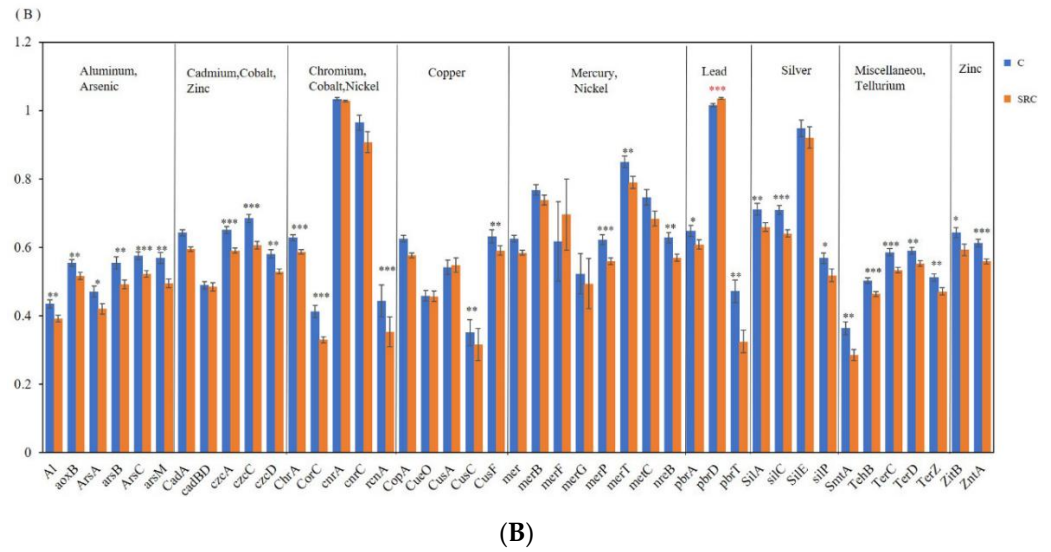 ( B )
1.2
1
0.8
0.6
0.4
0.2
0
Aluminum,
Arsenic
Cadmium,Cobalt,
Zinc
Chromium,
Cobalt,Nickel
Copper
Mercury,
Nickel
Lead
Silver
Miscellaneou,
Tellurium
Zinc
C
SRC
**
**
*
**
***
**
***
***
**
***
***
***
**
**
***
**
**
*
***
**
**
***
*
**
***
***
**
**
*
***
Al
aoxB
ArsA
arsB
ArsC
arsM
CadA
cadBD
czcA
czcC
czcD
ChrA
CorC
cnrA
cnrC
rcnA
CopA
CueO
CusA
CusC
CusF
mer
merB
merF
merG
merP
merT
merC
nreB
pbrA
pbrD
pbrT
SilA
silC
SilE
silP
SmtA
TehB
TerC
TerD
TerZ
ZitB
ZntA
(B)